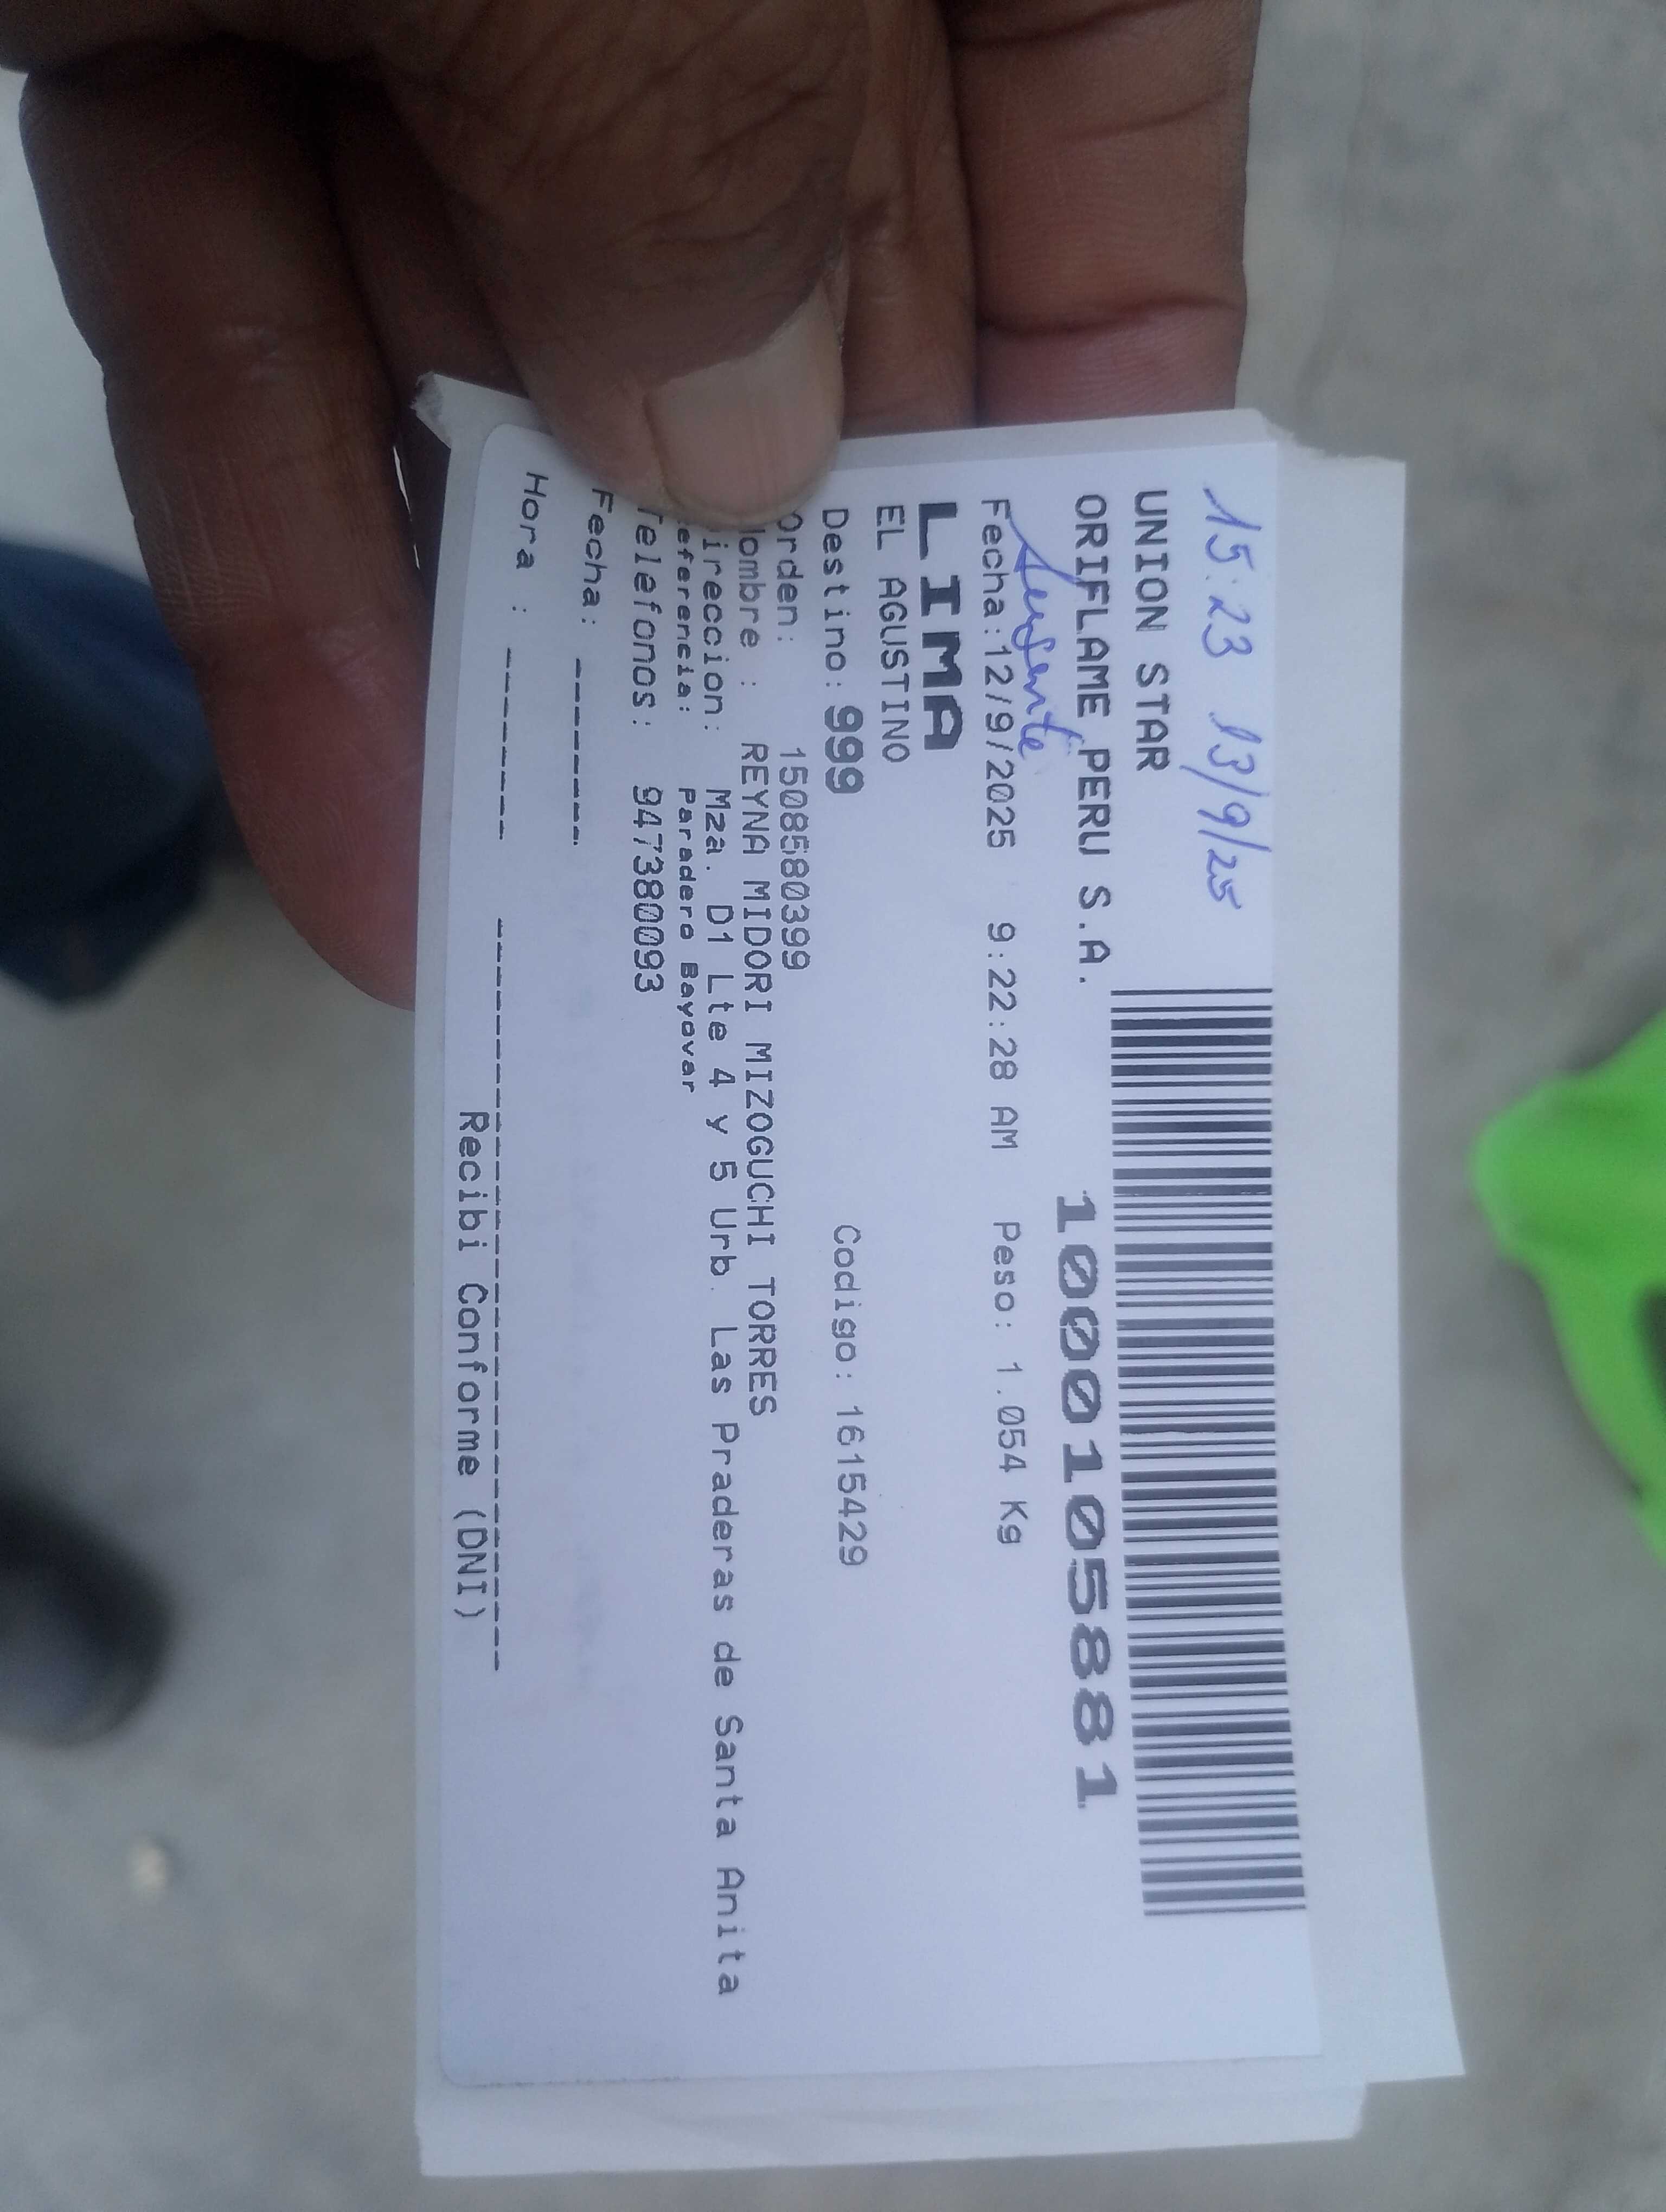 15:23 13/9/25
UNION STAR
ORIFLAME PERU S.A.
10001058881
Ausente
Fecha:12/9/2025 9:22:28 AM Peso: 1.054 Kg
LIMA
EL AGUSTINO
Destino: 999 Codigo: 1615429
Orden: 1508580399
Nombre : REYNA MIDORI MIZOGUCHI TORRES
Direccion: Mza. D1 Lte 4 y 5 Urb. Las Praderas de Santa Anita
Referencia: Paradero Bayovar
Telefonos: 947380093
Fecha: -------
Hora : -------
Recibi Conforme (DNI)